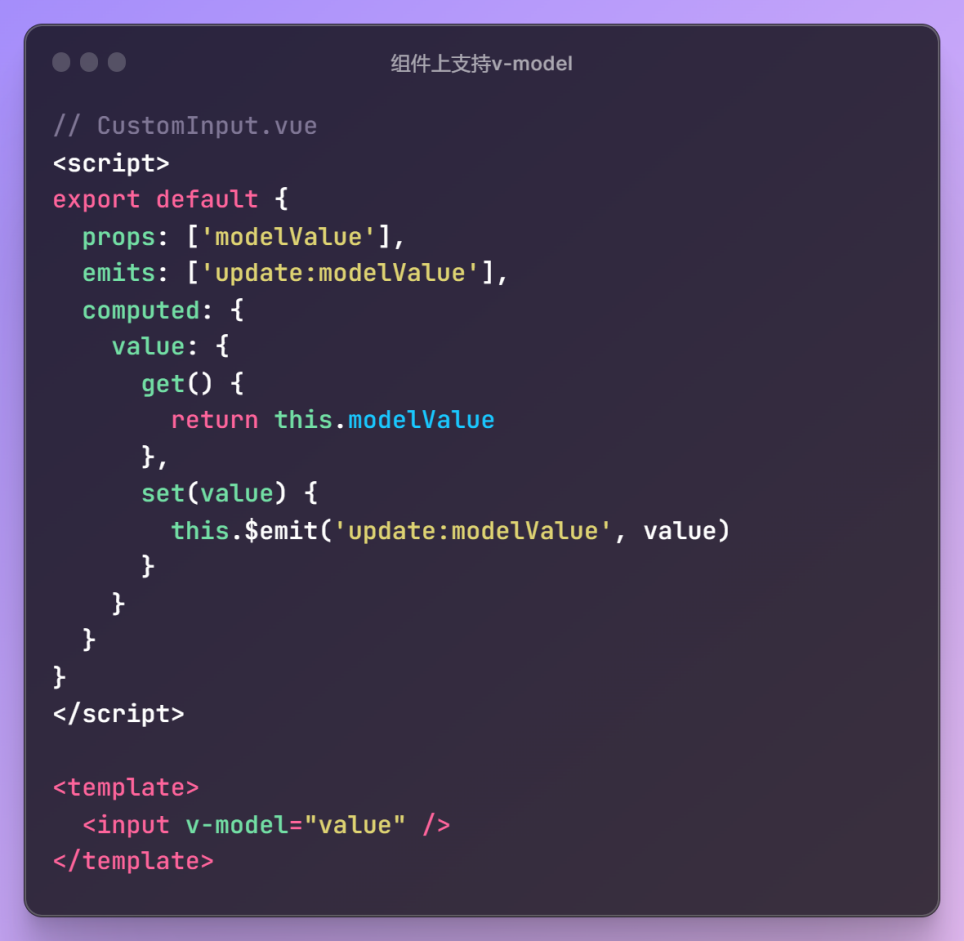 组件上支持v-model
// CustomInput.vue
<script>
export default {
  props: ['modelValue'],
  emits: ['update:modelValue'],
  computed: {
    value: {
      get() {
        return this.modelValue
      },
      set(value) {
        this.$emit('update:modelValue', value)
      }
    }
  }
}
</script>

<template>
  <input v-model="value" />
</template>